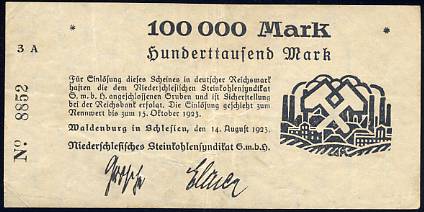 * 100000 Mark *
3 A
Hunderttausend Mark
Für Einlösung dieses Scheines in deutscher Reichsmark
haften die dem Niederschlesischen Steinkohlensyndikat
G. m. b. H. angeschlossenen Gruben und ist Sicherstellung
bei der Reichsbank erfolgt. Die Einlösung geschieht zum
Nennwert bis zum 15. Oktober 1923.
Waldenburg in Schlesien, den 14. August 1923.
Niederschlesisches Steinkohlensyndikat G.m.b.H.
No 8852